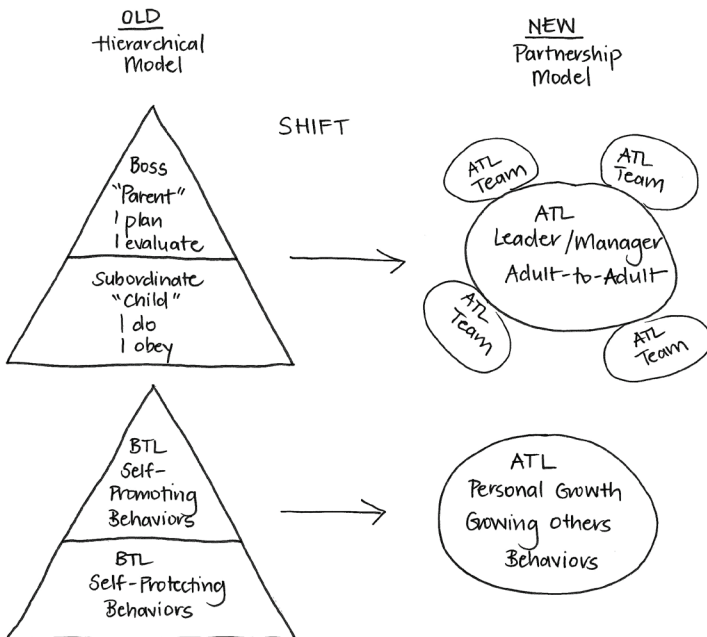 OLD
Hierarchical
Model
NEW
Partnership
Model
SHIFT
Boss
"Parent"
I plan
I evaluate
Subordinate
"Child"
I do
I obey
ATL
Team
ATL
Team
ATL
Leader/Manager
Adult-to-Adult
ATL
Team
ATL
Team
BTL
Self-
Promoting
Behaviors
BTL
Self-Protecting
Behaviors
ATL
Personal Growth
Growing Others
Behaviors